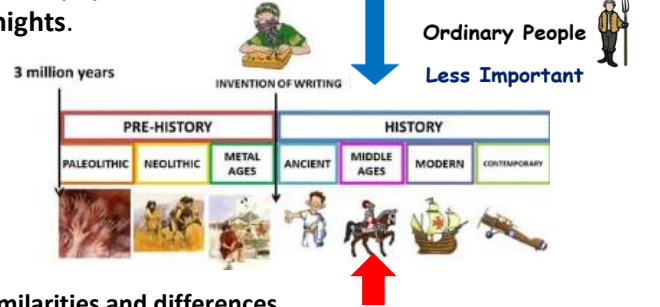 nights.
Ordinary People
Less Important
3 million years
INVENTION OF WRITING
PRE-HISTORY
HISTORY
PALEOLITHIC
NEOLITHIC
METAL
AGES
ANCIENT
MIDDLE
AGES
MODERN
CONTEMPORARY
milarities and differences